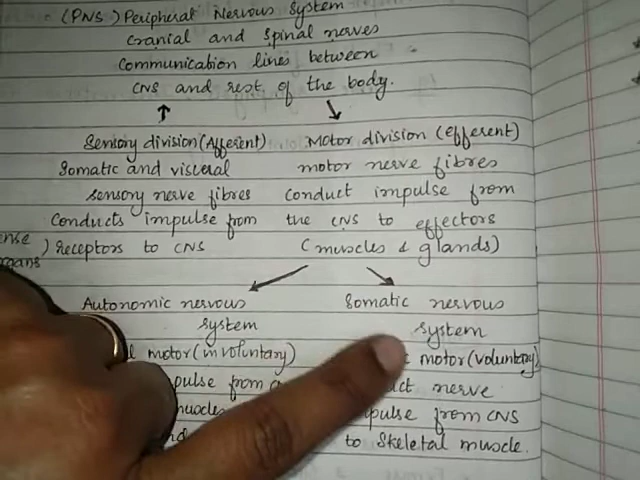 (PNS) Peripheral Nervous System
Cranial and Spinal nerves
Communication lines between
CNS and rest of the body.
Sensory division (Afferent)
Somatic and visceral
sensory nerve fibres
Conducts impulse from
Receptors to CNS
Motor division (efferent)
motor nerve fibres
conduct impulse from
the CNS to effectors
(muscles & glands)
Autonomic nervous
system
motor (involuntary)
Somatic nervous
system
motor (voluntary)
nerve
from CNS
to Skeletal muscle.